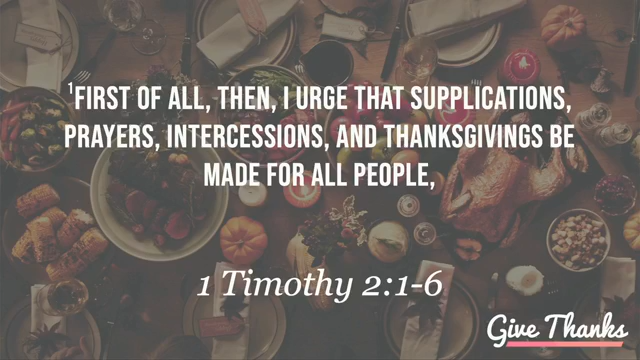 ¹FIRST OF ALL, THEN, I URGE THAT SUPPLICATIONS,
PRAYERS, INTERCESSIONS, AND THANKSGIVINGS BE
MADE FOR ALL PEOPLE,
1 Timothy 2:1-6
Give Thanks